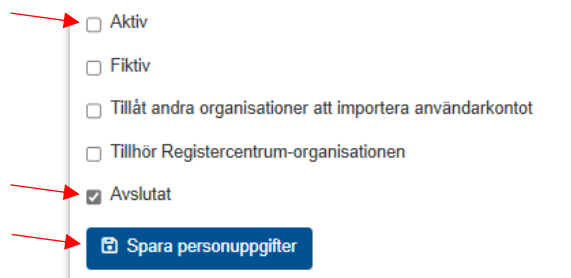 Aktiv
Fiktiv
Tillåt andra organisationer att importera användarkontot
Tillhör Registercentrum-organisationen
Avslutat
Spara personuppgifter